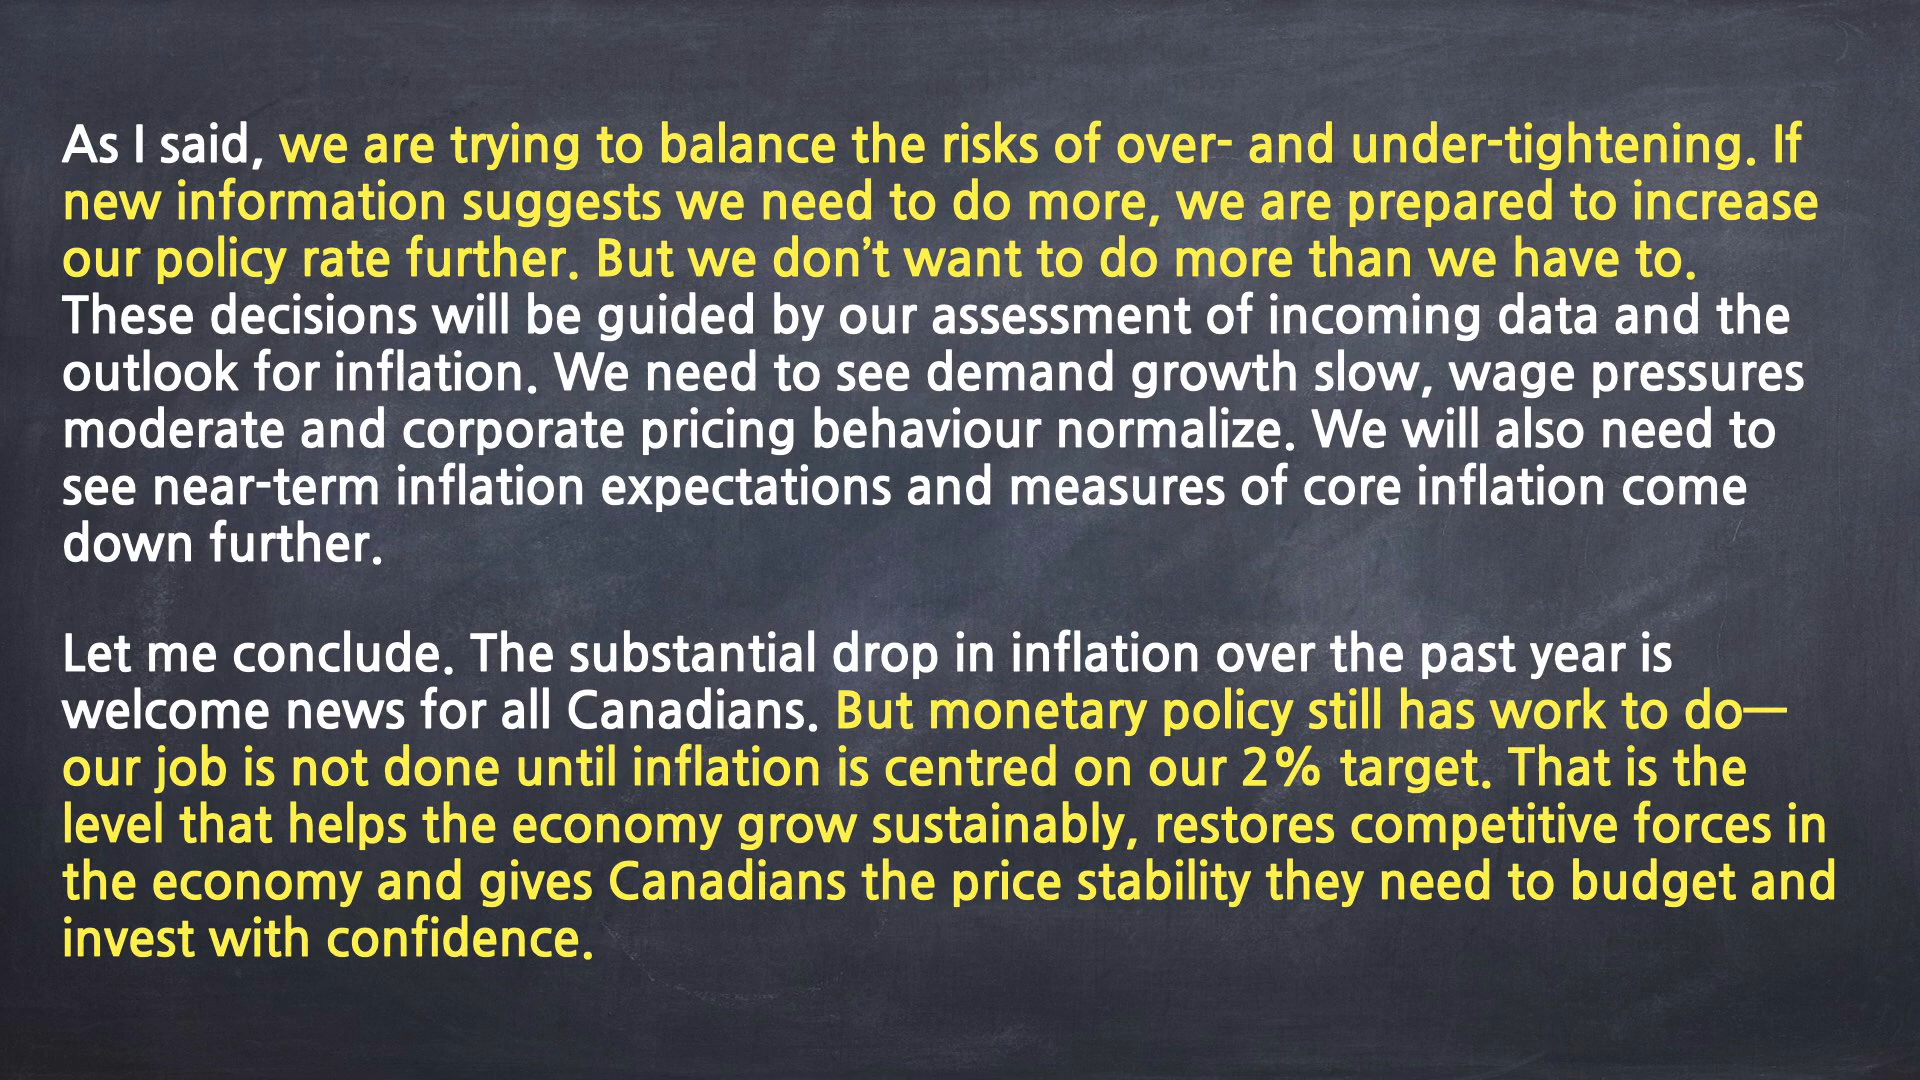 As I said, we are trying to balance the risks of over- and under-tightening. If
new information suggests we need to do more, we are prepared to increase
our policy rate further. But we don’t want to do more than we have to.
These decisions will be guided by our assessment of incoming data and the
outlook for inflation. We need to see demand growth slow, wage pressures
moderate and corporate pricing behaviour normalize. We will also need to
see near-term inflation expectations and measures of core inflation come
down further.
Let me conclude. The substantial drop in inflation over the past year is
welcome news for all Canadians. But monetary policy still has work to do—
our job is not done until inflation is centred on our 2% target. That is the
level that helps the economy grow sustainably, restores competitive forces in
the economy and gives Canadians the price stability they need to budget and
invest with confidence.